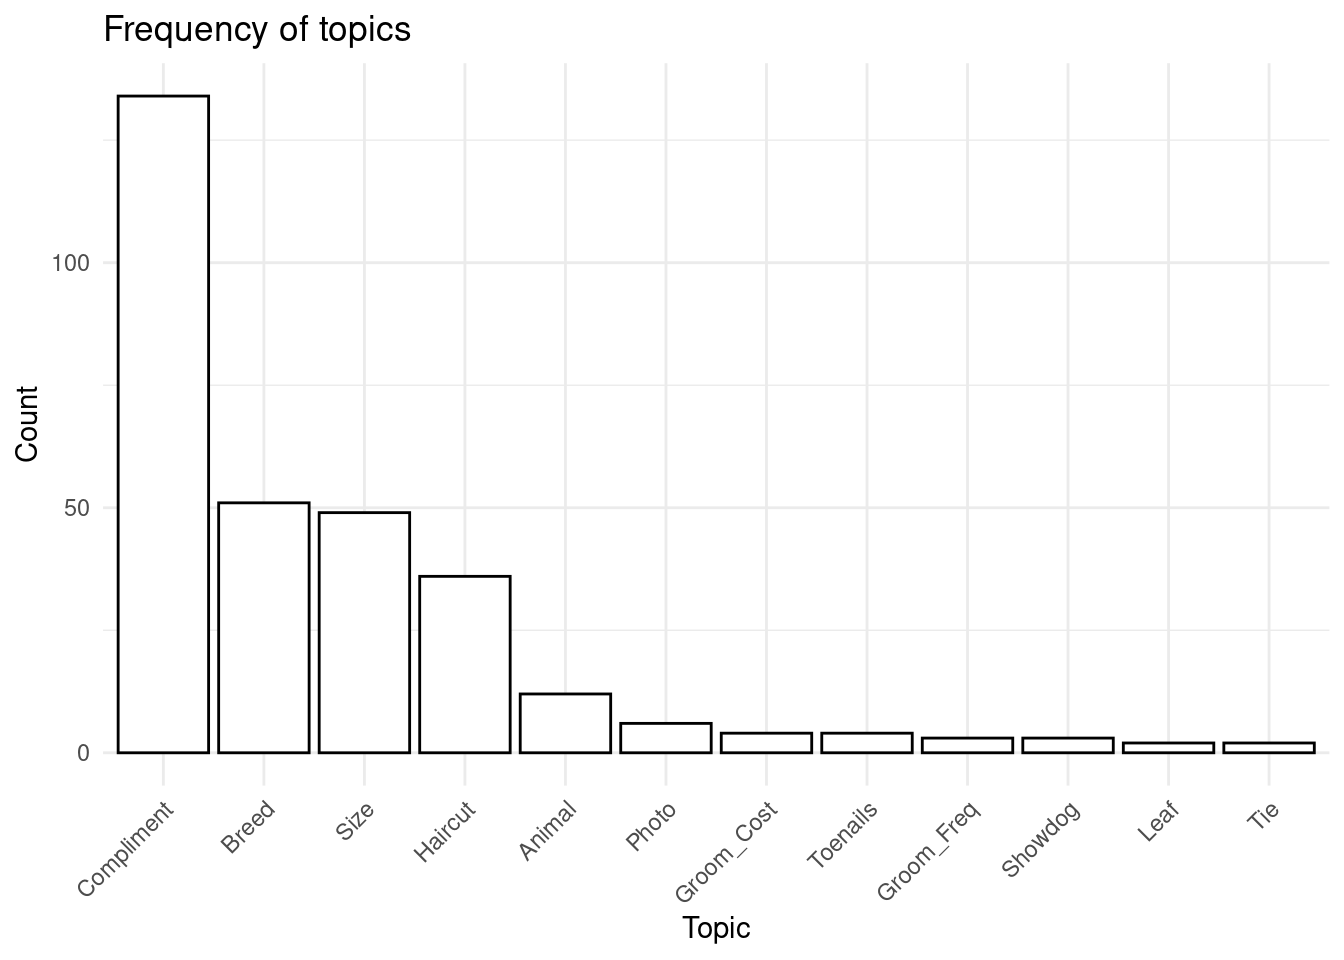 Frequency of topics
Count
100
50
0
Compliment
Breed
Size
Haircut
Animal
Photo
Groom_Cost
Toenails
Groom_Freq
Showdog
Leaf
Tie
Topic